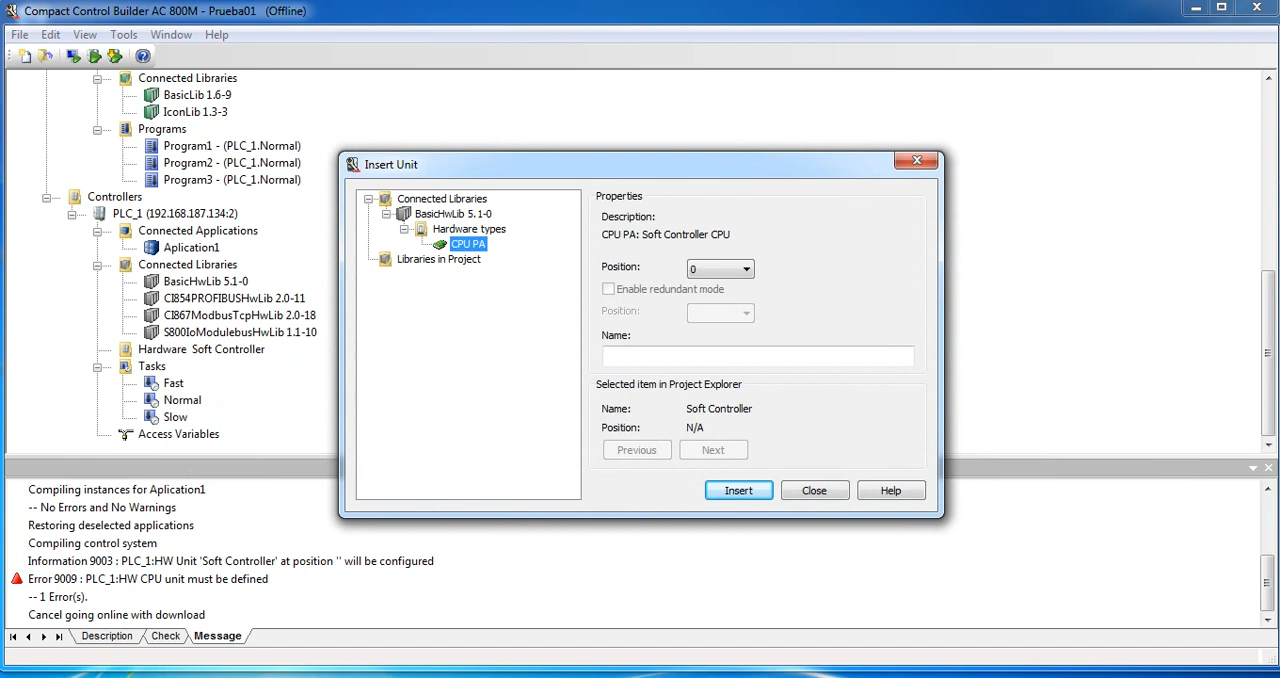 Compact Control Builder AC 800M - Prueba01 (Offline)
File Edit View Tools Window Help
Connected Libraries
BasicLib 1.6-9
IconLib 1.3-3
Programs
Program1 - (PLC_1.Normal)
Program2 - (PLC_1.Normal)
Program3 - (PLC_1.Normal)
Controllers
PLC_1 (192.168.187.134:2)
Connected Applications
Aplication1
Connected Libraries
BasicHwLib 5.1-0
CI854PROFIBUSHwLib 2.0-11
CI867ModbusTcpHwLib 2.0-18
S800IoModulebusHwLib 1.1-10
Hardware Soft Controller
Tasks
Fast
Normal
Slow
Access Variables
Insert Unit
Connected Libraries
BasicHwLib 5.1-0
Hardware types
CPU PA
Libraries in Project
Properties
Description:
CPU PA: Soft Controller CPU
Position: 0
Enable redundant mode
Position:
Name:
Selected item in Project Explorer
Name: Soft Controller
Position: N/A
Previous Next
Insert Close Help
Compiling instances for Aplication1
-- No Errors and No Warnings
Restoring deselected applications
Compiling control system
Information 9003 : PLC_1:HW Unit 'Soft Controller' at position '' will be configured
Error 9009 : PLC_1:HW CPU unit must be defined
-- 1 Error(s).
Cancel going online with download
Description Check Message